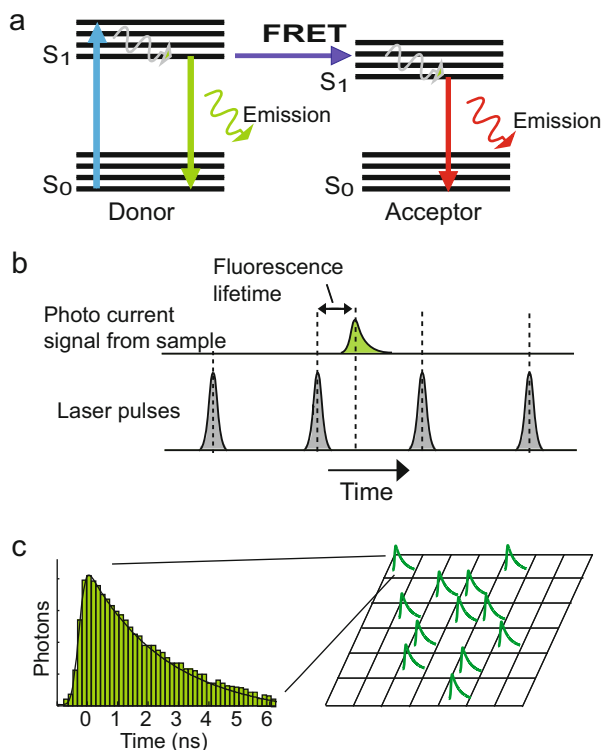 a
FRET
S1
S1
Emission
Emission
S0
S0
Donor
Acceptor
b
Fluorescence
lifetime
Photo current
signal from sample
Laser pulses
Time
c
Photons
0 1 2 3 4 5 6
Time (ns)